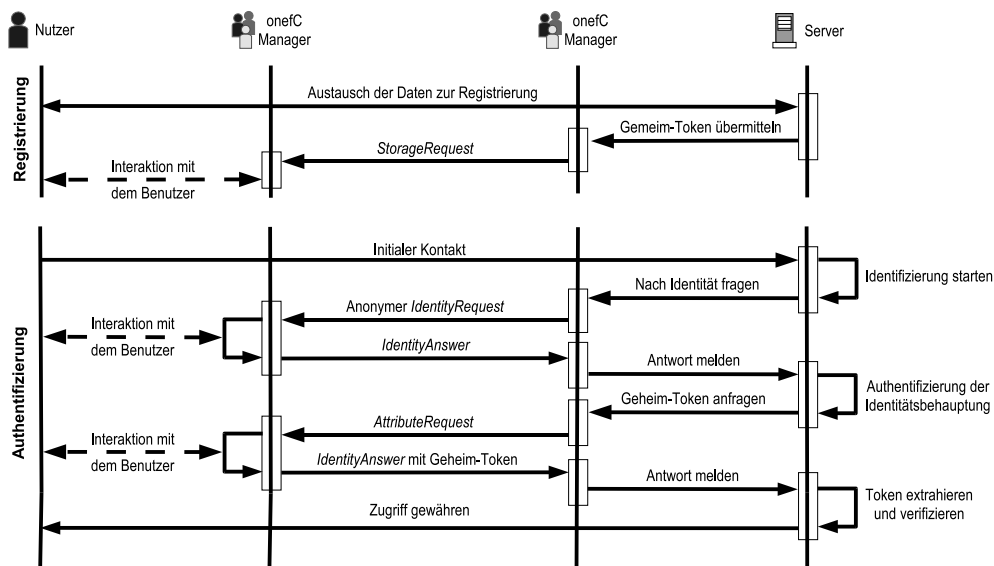 Nutzer
onefC
Manager
onefC
Manager
Server
Registrierung
Austausch der Daten zur Registrierung
Gemeim-Token übermitteln
StorageRequest
Interaktion mit
dem Benutzer
Authentifizierung
Initialer Kontakt
Identifizierung starten
Nach Identität fragen
Anonymer IdentityRequest
Interaktion mit
dem Benutzer
IdentityAnswer
Antwort melden
Authentifizierung der
Identitätsbehauptung
Geheim-Token anfragen
AttributeRequest
Interaktion mit
dem Benutzer
IdentityAnswer mit Geheim-Token
Antwort melden
Token extrahieren
und verifizieren
Zugriff gewähren